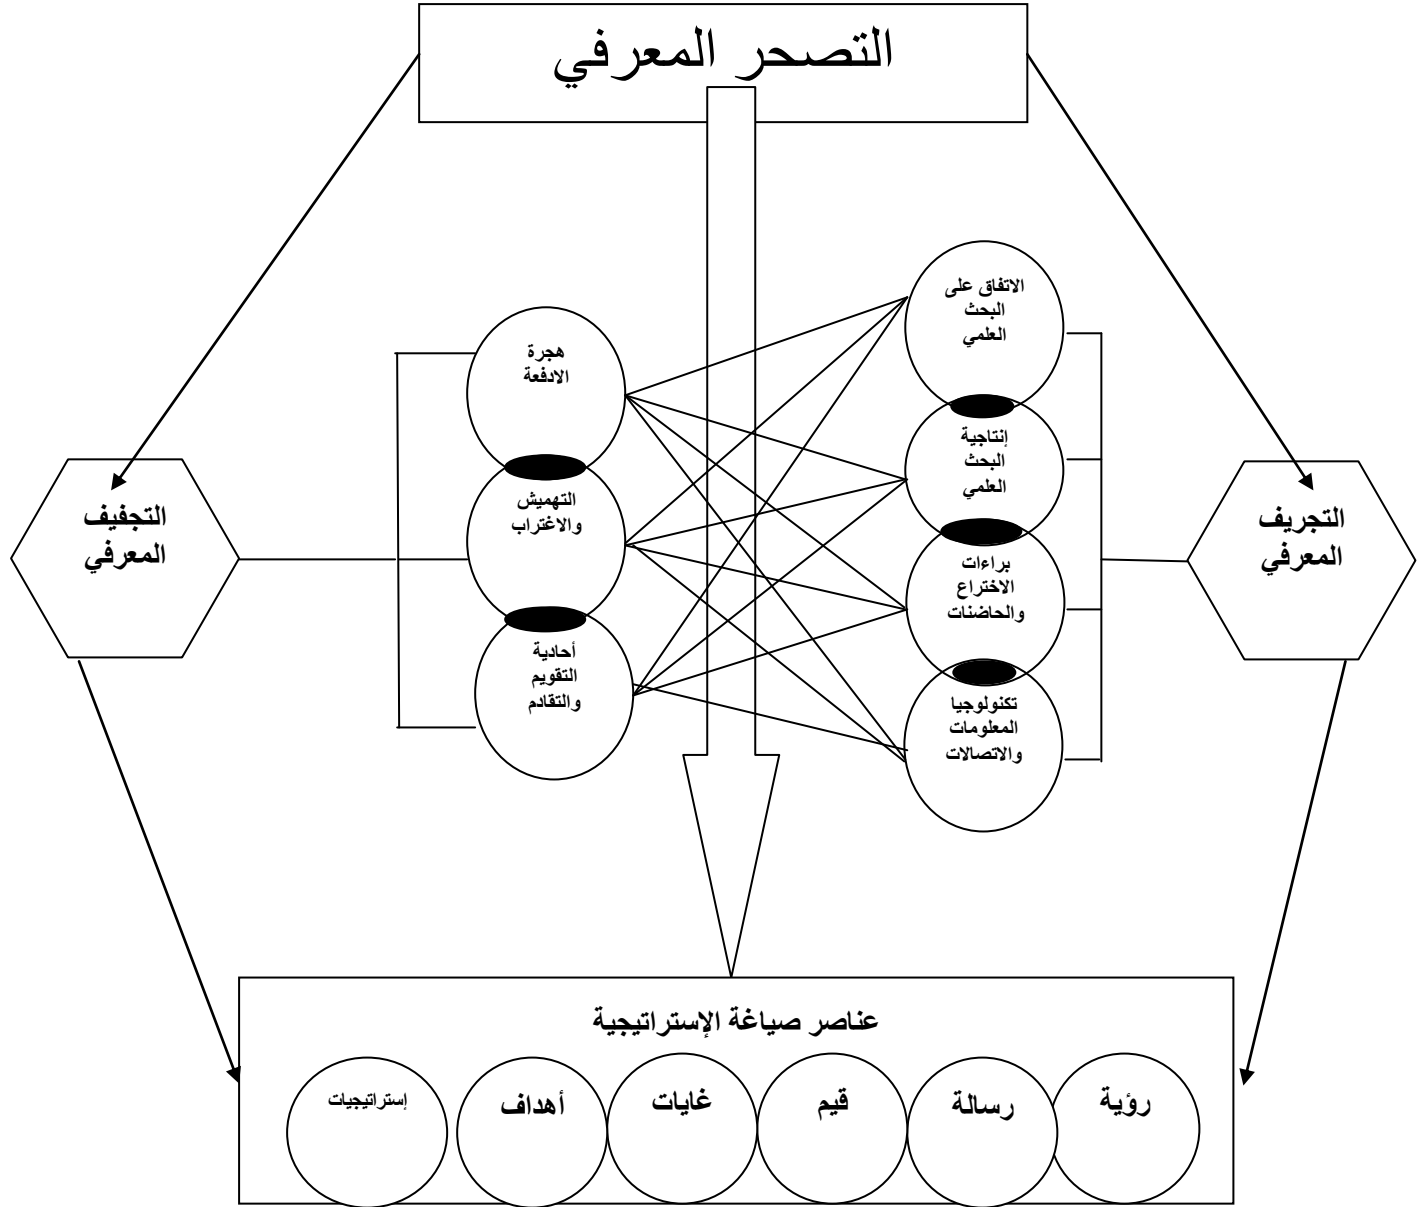 التصحر المعرفي
الاتفاق على
البحث
العلمي
إنتاجية
البحث
العلمي
براءات
الاختراع
والحاضنات
تكنولوجيا
المعلومات
والاتصالات
هجرة
الادفعة
التهميش
والاغتراب
أحادية
التقويم
والتقادم
التجريف
المعرفي
التجفيف
المعرفي
عناصر صياغة الإستراتيجية
رؤية
رسالة
قيم
غايات
أهداف
إستراتيجيات